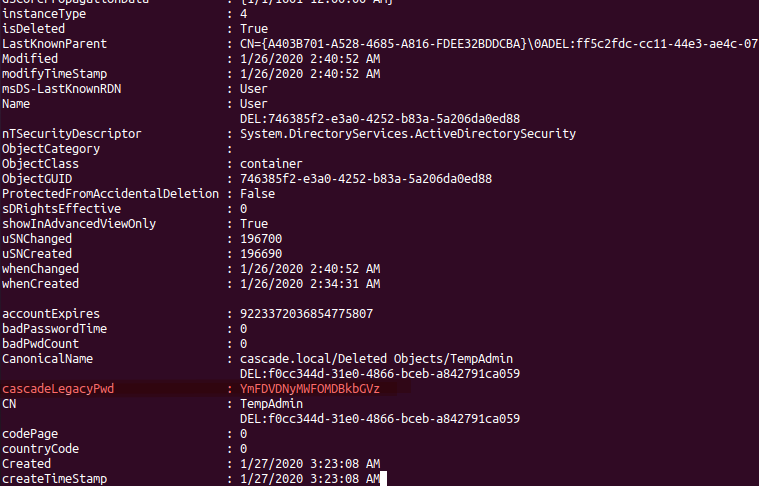 dSCorePropagationData : {1/1/1601 12:00:00 AM}
instanceType : 4
isDeleted : True
LastKnownParent : CN={A403B701-A528-4685-A816-FDEE32BDDCBA}\0ADEL:ff5c2fdc-cc11-44e3-ae4c-07
Modified : 1/26/2020 2:40:52 AM
modifyTimeStamp : 1/26/2020 2:40:52 AM
msDS-LastKnownRDN : User
Name : User
DEL:746385f2-e3a0-4252-b83a-5a206da0ed88
nTSecurityDescriptor : System.DirectoryServices.ActiveDirectorySecurity
ObjectCategory :
ObjectClass : container
ObjectGUID : 746385f2-e3a0-4252-b83a-5a206da0ed88
ProtectedFromAccidentalDeletion : False
sDRightsEffective : 0
showInAdvancedViewOnly : True
uSNChanged : 196700
uSNCreated : 196690
whenChanged : 1/26/2020 2:40:52 AM
whenCreated : 1/26/2020 2:34:31 AM
accountExpires : 9223372036854775807
badPasswordTime : 0
badPwdCount : 0
CanonicalName : cascade.local/Deleted Objects/TempAdmin
DEL:f0cc344d-31e0-4866-bceb-a842791ca059
cascadeLegacyPwd : YmFDVDNyMWFOMDBkbGVz
CN : TempAdmin
DEL:f0cc344d-31e0-4866-bceb-a842791ca059
codePage : 0
countryCode : 0
Created : 1/27/2020 3:23:08 AM
createTimeStamp : 1/27/2020 3:23:08 AM